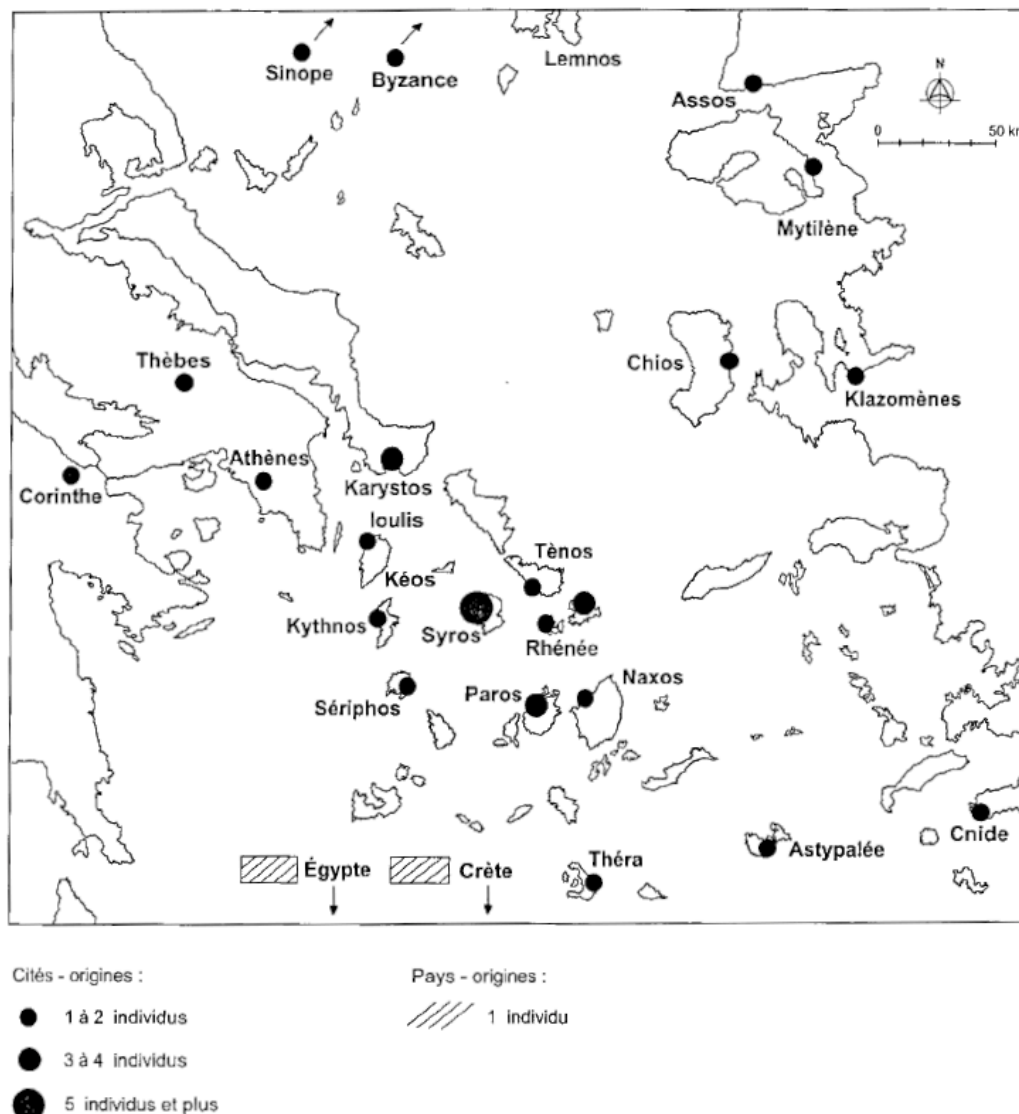 Sinope
Byzance
Lemnos
Assos
N
0 50 km
Mytilène
Thèbes
Chios
Klazomènes
Athènes
Corinthe
Karystos
Ioulis
Tènos
Kéos
Kythnos
Syros
Rhénée
Naxos
Sériphos
Paros
Égypte
Crète
Théra
Astypalée
Cnide
Cités - origines :
Pays - origines :
1 à 2 individus
1 individu
3 à 4 individus
5 individus et plus